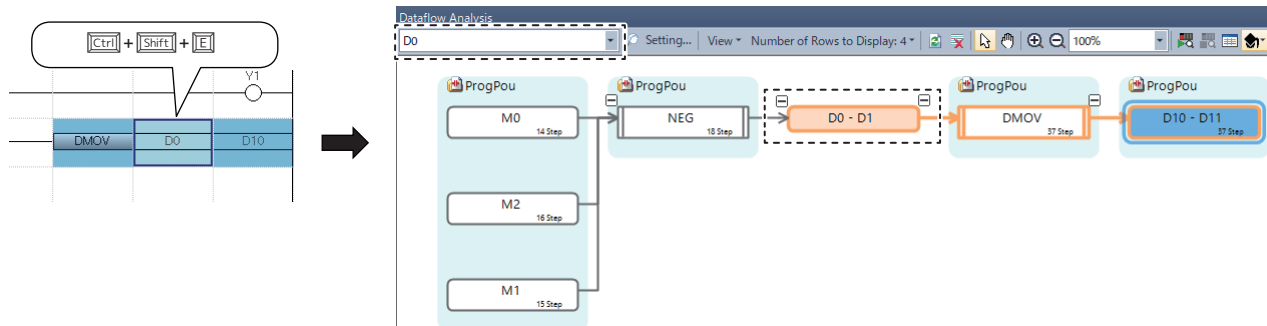 Ctrl + Shift + E
Y1
DMOV D0 D10
Dataflow Analysis
D0 Setting... View Number of Rows to Display: 4 100%
ProgPou ProgPou ProgPou ProgPou
M0 14 Step
NEG 18 Step
D0 - D1
DMOV 37 Step
D10 - D11 37 Step
M2 16 Step
M1 15 Step